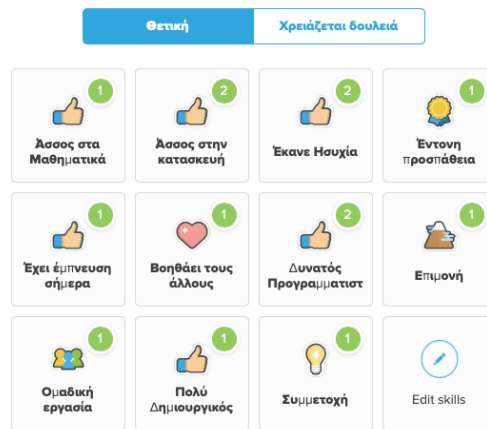 Θετική
Χρειάζεται δουλειά
1
2
2
1
Άσσος στα
Μαθηματικά
Άσσος στην
κατασκευή
Έκανε Ησυχία
Έντονη
προσπάθεια
1
1
2
1
Έχει έμπνευση
σήμερα
Βοηθάει τους
άλλους
Δυνατός
Προγραμματιστ
Επιμονή
1
1
1
Ομαδική
εργασία
Πολύ
Δημιουργικός
Συμμετοχή
Edit skills